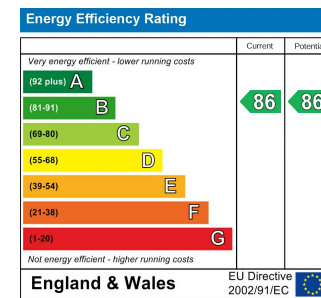 Energy Efficiency Rating
Current Potentia
Very energy efficient - lower running costs
(92 plus) A
(81-91) B
86 86
(69-80) C
(55-68) D
(39-54) E
(21-38) F
(1-20) G
Not energy efficient - higher running costs
England & Wales
EU Directive
2002/91/EC